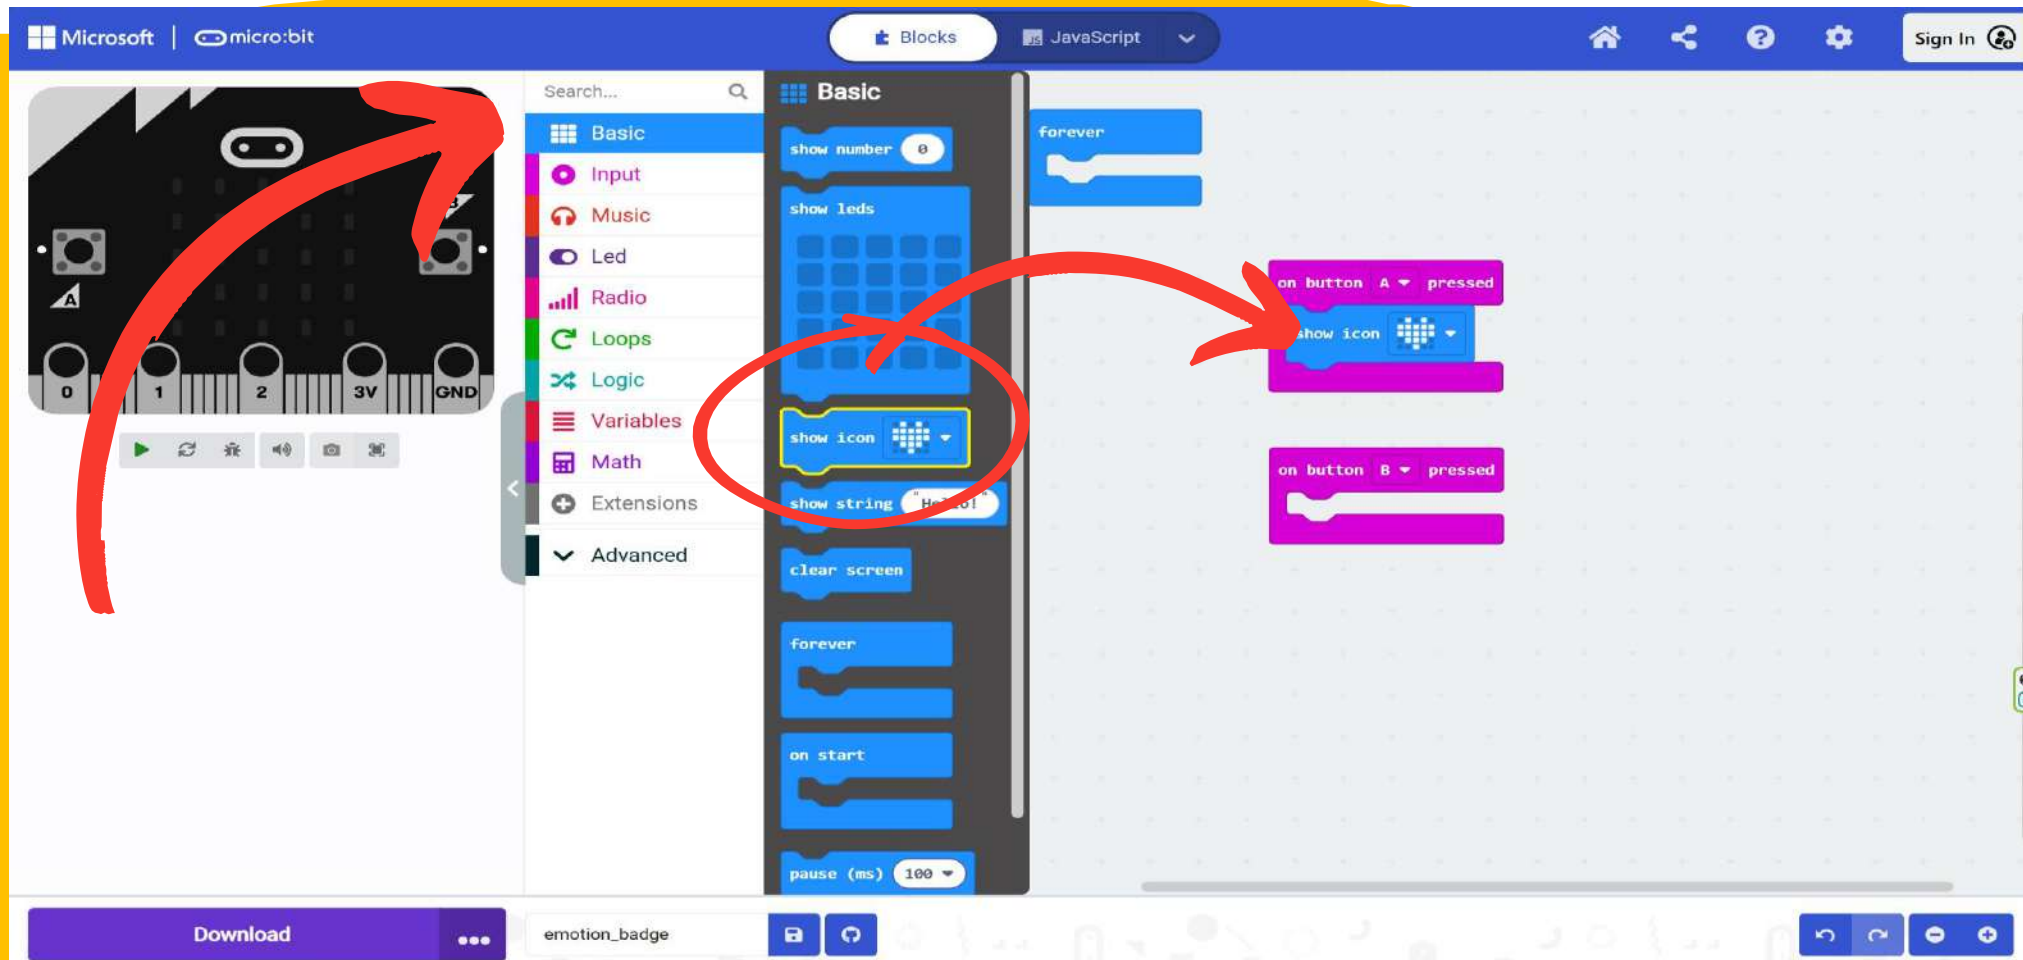 Microsoft | micro:bit
Blocks
JavaScript
Sign In
Search...
Basic
Input
Music
Led
Radio
Loops
Logic
Variables
Math
Extensions
Advanced
Basic
show number 0
show leds
show icon
show string "Hello!"
clear screen
forever
on start
pause (ms) 100
forever
on button A pressed
show icon
on button B pressed
B
A
0 1 2 3V GND
Download
emotion_badge